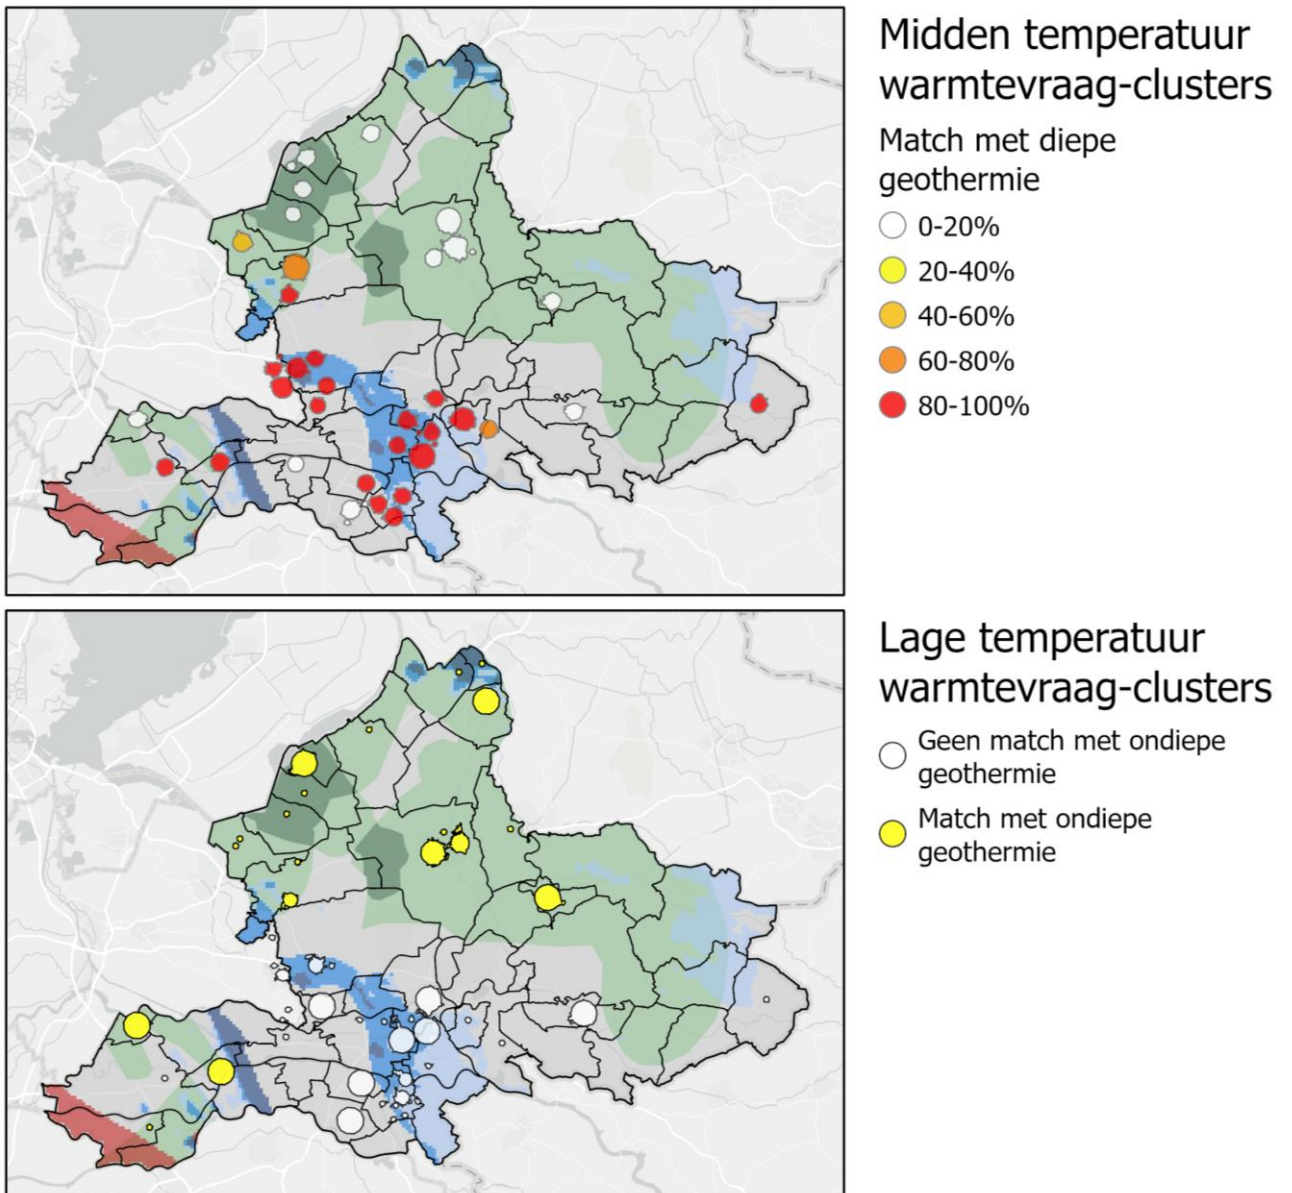 Midden temperatuur
warmtevraag-clusters
Match met diepe
geothermie
0-20%
20-40%
40-60%
60-80%
80-100%
Lage temperatuur
warmtevraag-clusters
Geen match met ondiepe
geothermie
Match met ondiepe
geothermie